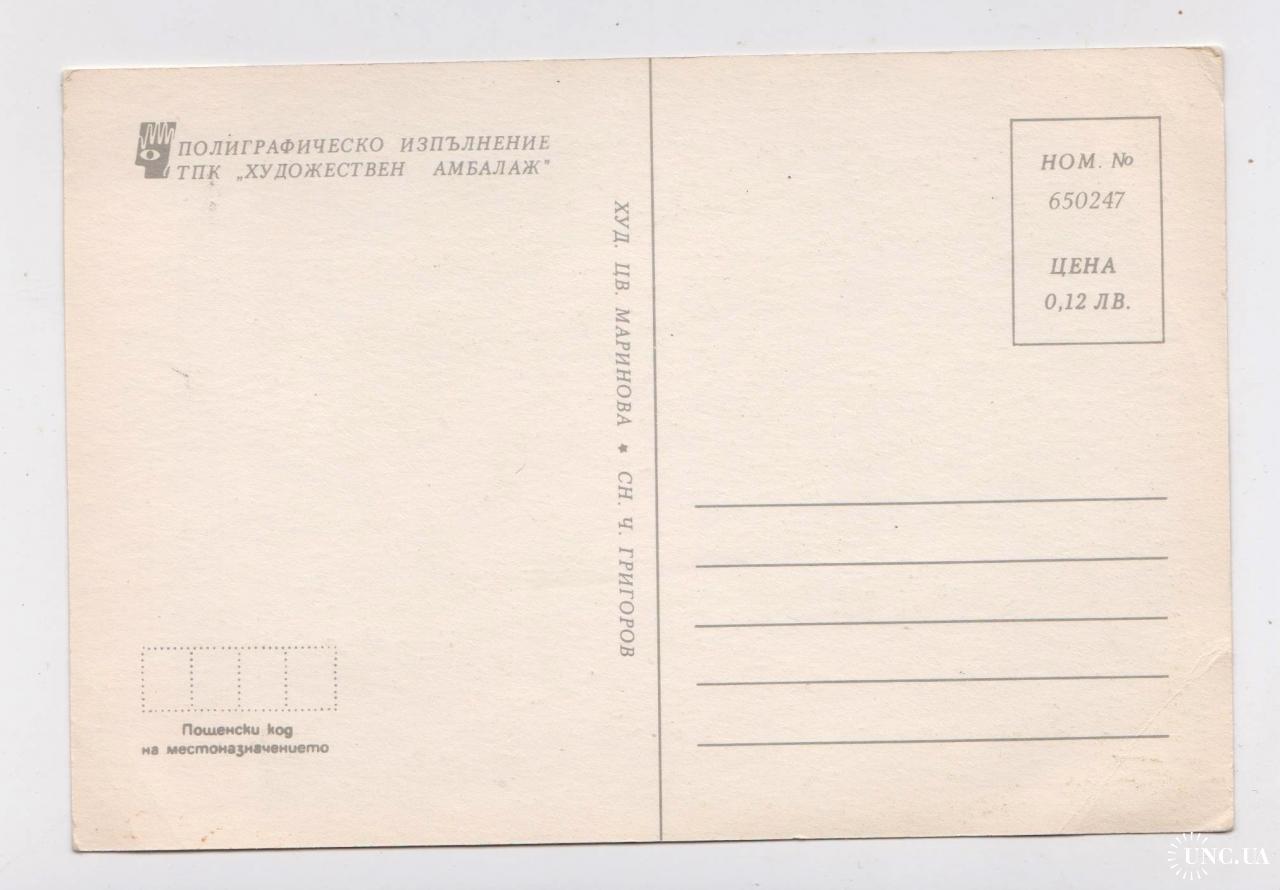 ПОЛИГРАФИЧЕСКО ИЗПЪЛНЕНИЕ
ТПК „ХУДОЖЕСТВЕН АМБАЛАЖ"
ХУД. ЦВ. МАРИНОВА * СН. Ч. ГРИГОРОВ
НОМ. №
650247
ЦЕНА
0,12 ЛВ.
Пощенски код
на местоназначението
UNC.UA